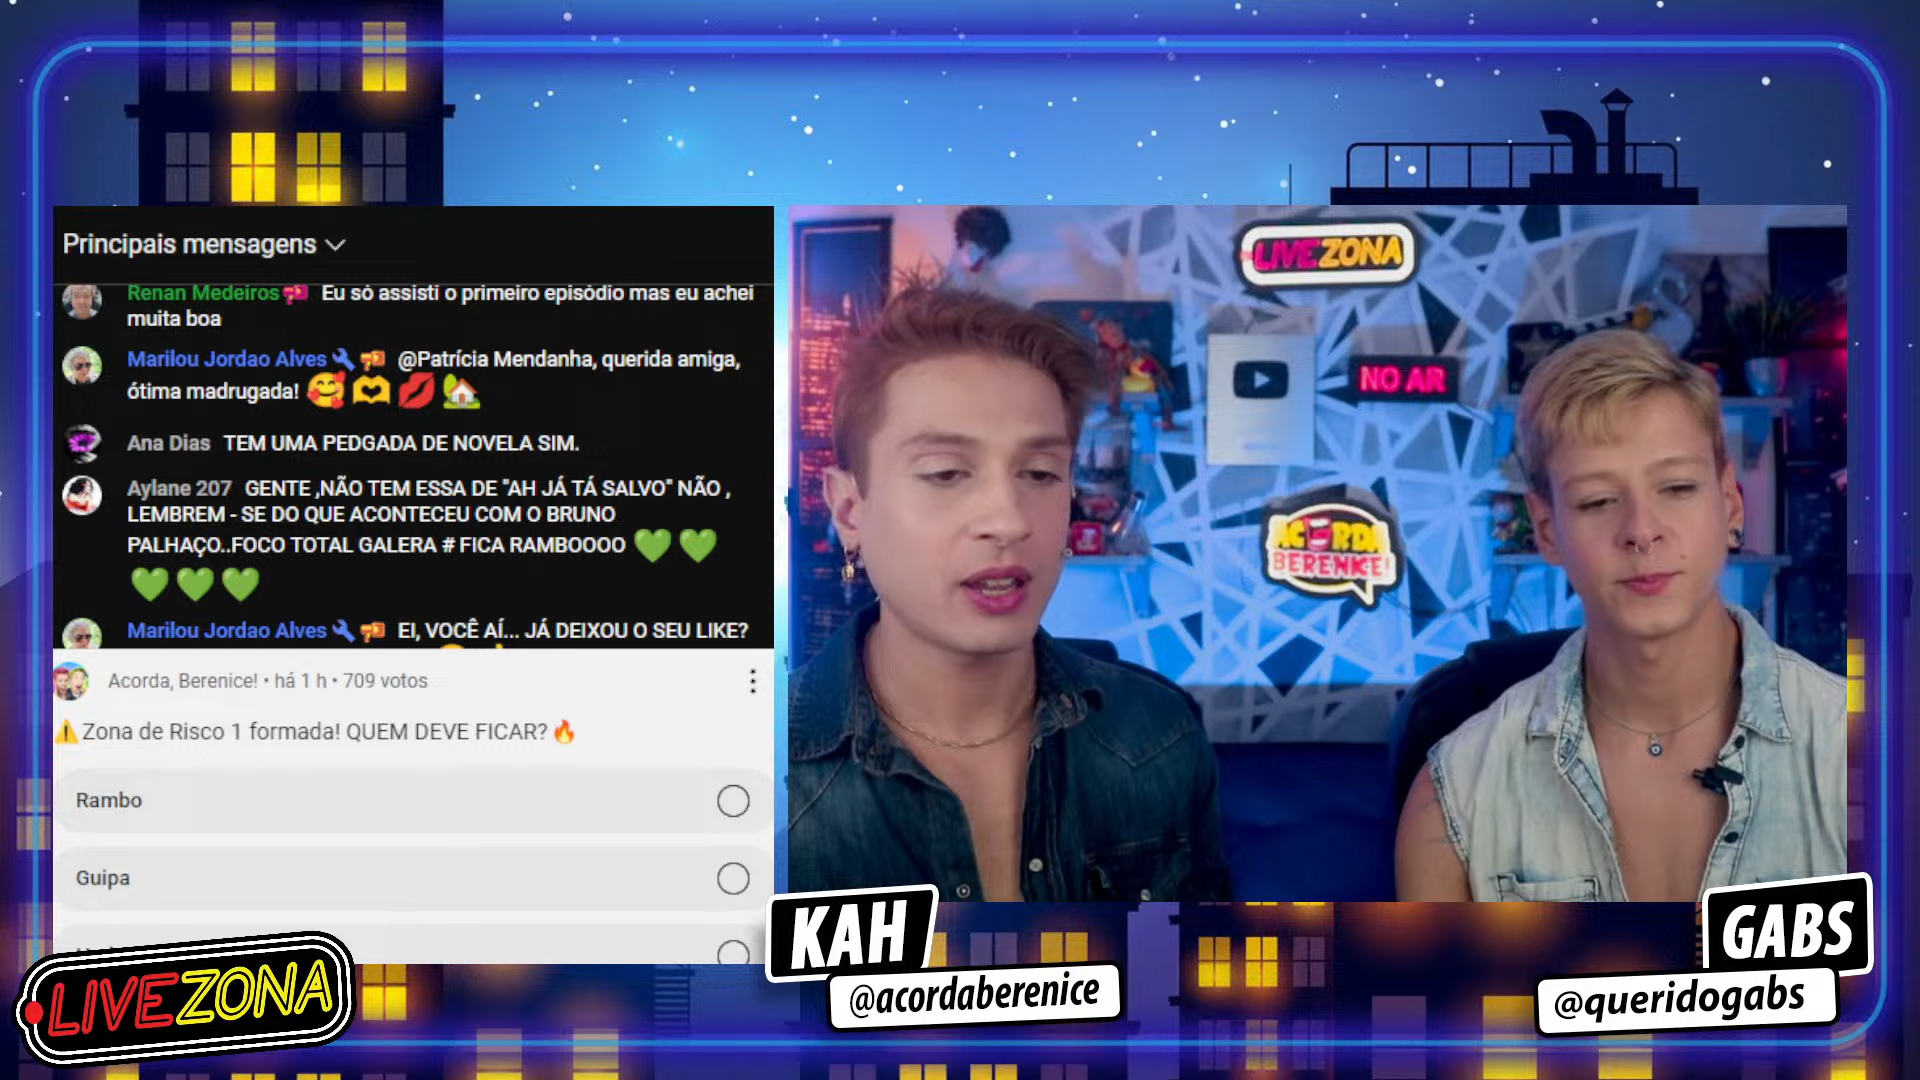 Principais mensagens
Renan Medeiros Eu só assisti o primeiro episódio mas eu achei
muita boa
Marilou Jordao Alves @Patrícia Mendanha, querida amiga,
ótima madrugada!
Ana Dias TEM UMA PEDGADA DE NOVELA SIM.
Aylane 207 GENTE ,NÃO TEM ESSA DE "AH JÁ TÁ SALVO" NÃO ,
LEMBREM - SE DO QUE ACONTECEU COM O BRUNO
PALHAÇO..FOCO TOTAL GALERA # FICA RAMBOOOO
Marilou Jordao Alves EI, VOCÊ AÍ... JÁ DEIXOU O SEU LIKE?
Acorda, Berenice! • há 1 h • 709 votos
Zona de Risco 1 formada! QUEM DEVE FICAR?
Rambo
Guipa
LIVEZONA
LIVEZONA
NO AR
ACORDA
BERENICE!
KAH
@acordaberenice
GABS
@queridogabs